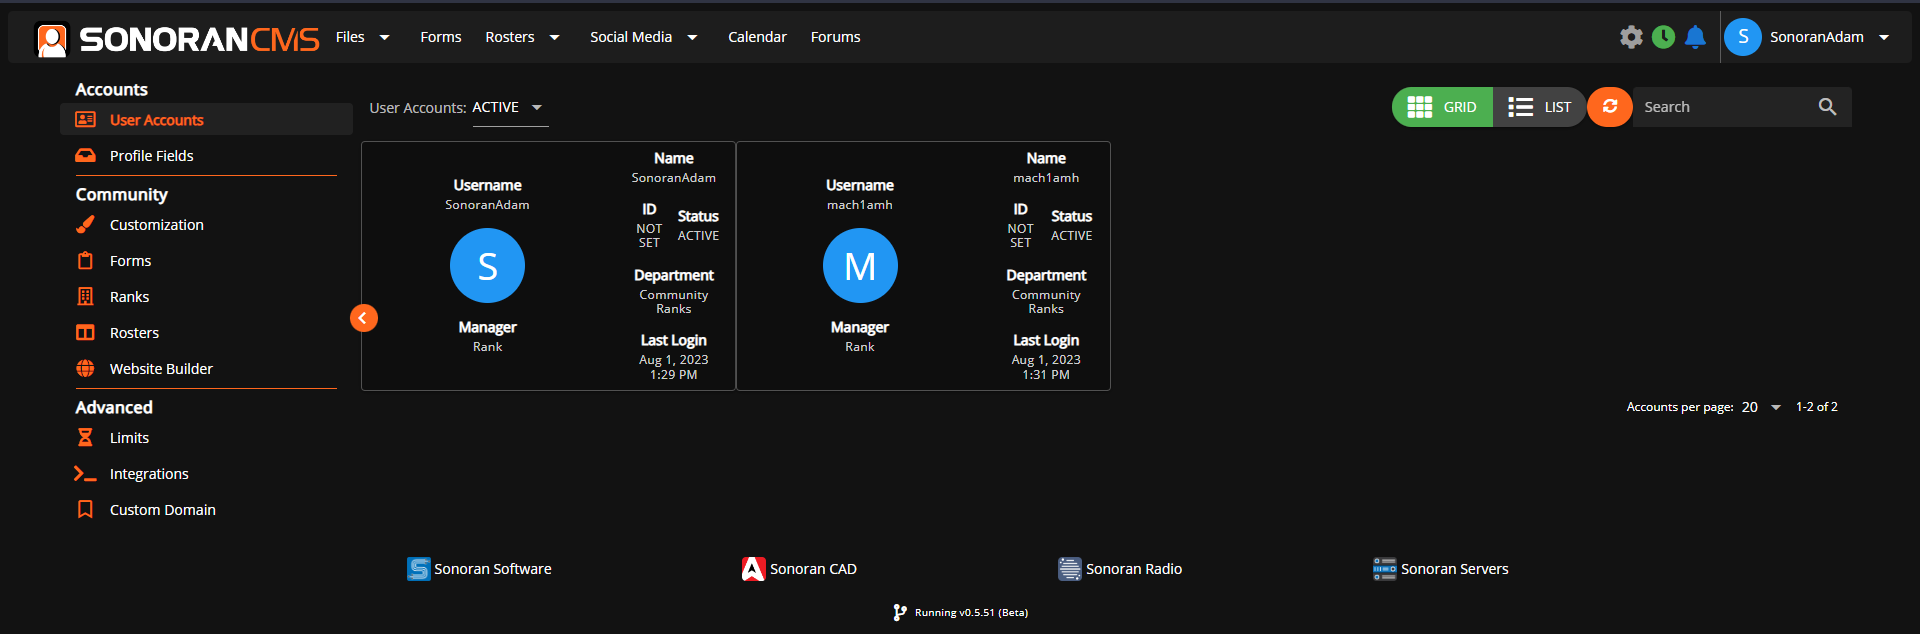 SONORANCMS
Files
Forms
Rosters
Social Media
Calendar
Forums
S
SonoranAdam
Accounts
User Accounts
Profile Fields
Community
Customization
Forms
Ranks
Rosters
Website Builder
Advanced
Limits
Integrations
Custom Domain
User Accounts: ACTIVE
GRID
LIST
Search
Username
SonoranAdam
S
Manager
Rank
Name
SonoranAdam
ID
NOT
SET
Status
ACTIVE
Department
Community
Ranks
Last Login
Aug 1, 2023
1:29 PM
Username
mach1amh
M
Manager
Rank
Name
mach1amh
ID
NOT
SET
Status
ACTIVE
Department
Community
Ranks
Last Login
Aug 1, 2023
1:31 PM
Accounts per page: 20 1-2 of 2
Sonoran Software
Sonoran CAD
Sonoran Radio
Sonoran Servers
Running v0.5.51 (Beta)